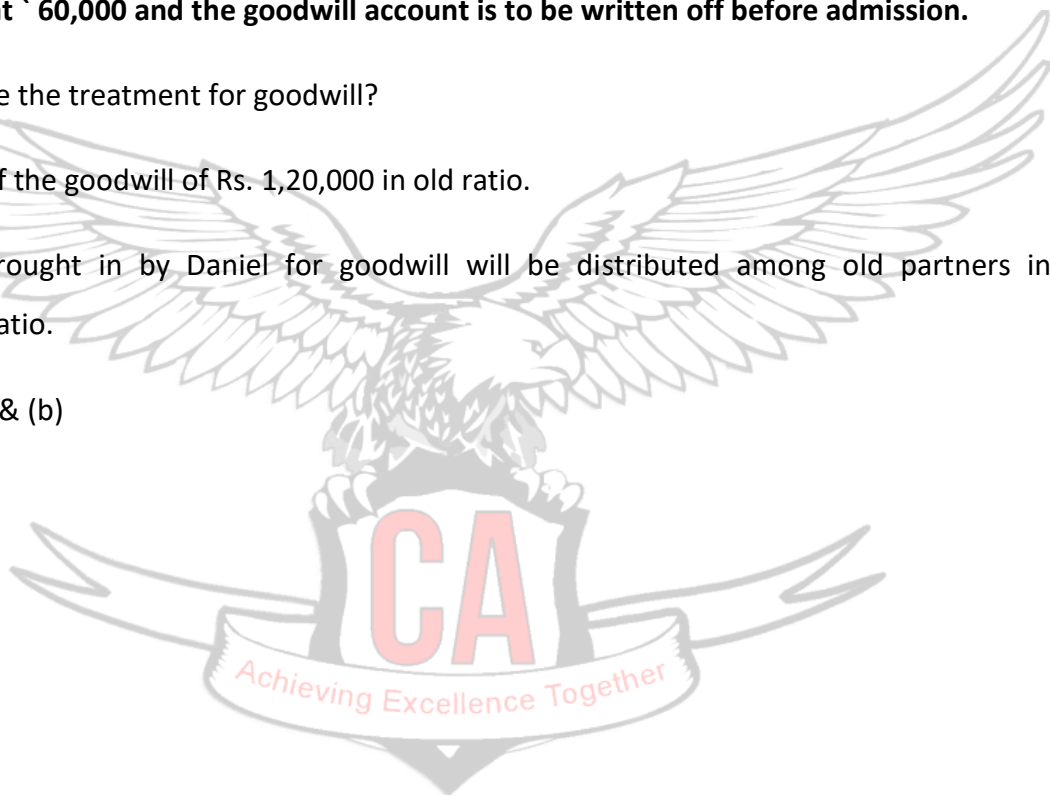 at ` 60,000 and the goodwill account is to be written off before admission.
e the treatment for goodwill?
f the goodwill of Rs. 1,20,000 in old ratio.
rought in by Daniel for goodwill will be distributed among old partners in
atio.
& (b)
CA
Achieving Excellence Together